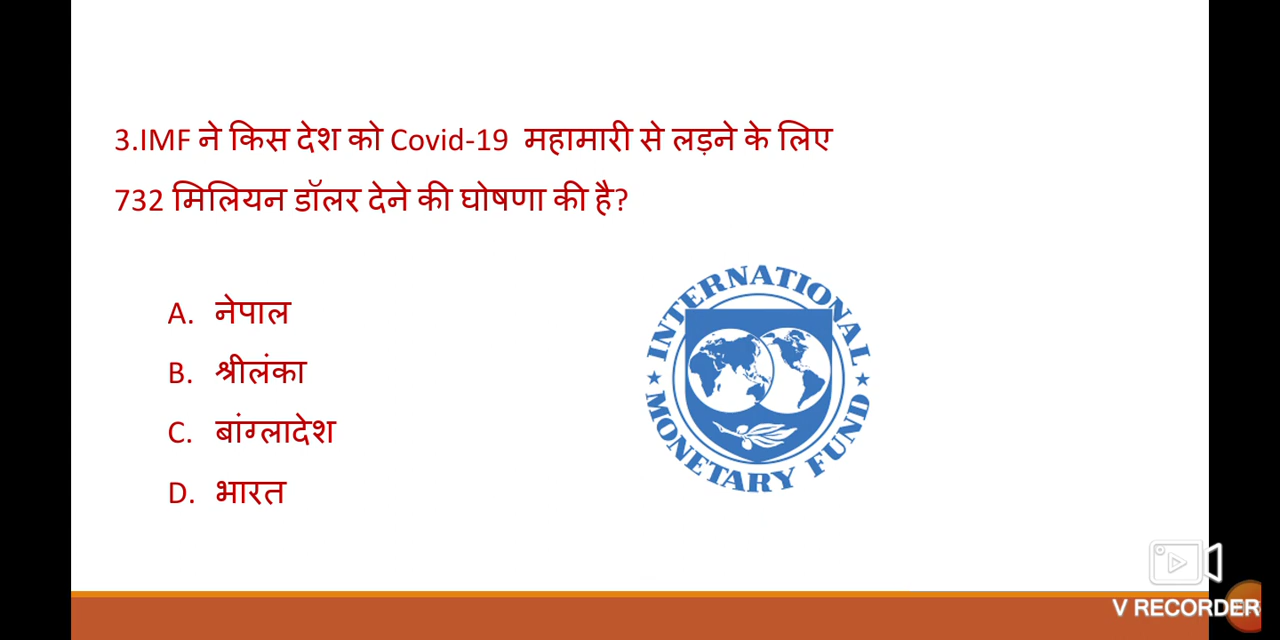 3.IMF ने किस देश को Covid-19 महामारी से लड़ने के लिए
732 मिलियन डॉलर देने की घोषणा की है?
A. नेपाल
B. श्रीलंका
C. बांग्लादेश
D. भारत
INTERNATIONAL
MONETARY FUND
V RECORDER